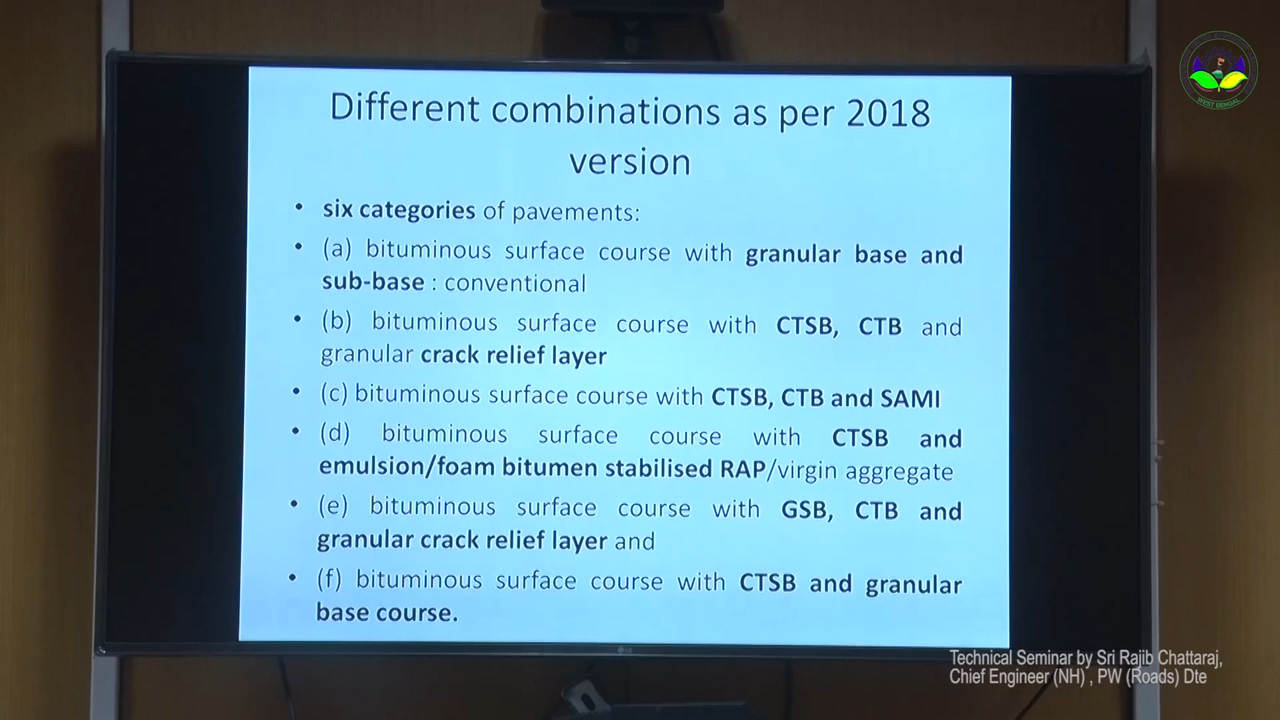 Different combinations as per 2018
version
• six categories of pavements:
• (a) bituminous surface course with granular base and
sub-base : conventional
• (b) bituminous surface course with CTSB, CTB and
granular crack relief layer
• (c) bituminous surface course with CTSB, CTB and SAMI
• (d) bituminous surface course with CTSB and
emulsion/foam bitumen stabilised RAP/virgin aggregate
• (e) bituminous surface course with GSB, CTB and
granular crack relief layer and
• (f) bituminous surface course with CTSB and granular
base course.
LG
Technical Seminar by Sri Rajib Chattaraj,
Chief Engineer (NH) , PW (Roads) Dte
WEST BENGAL